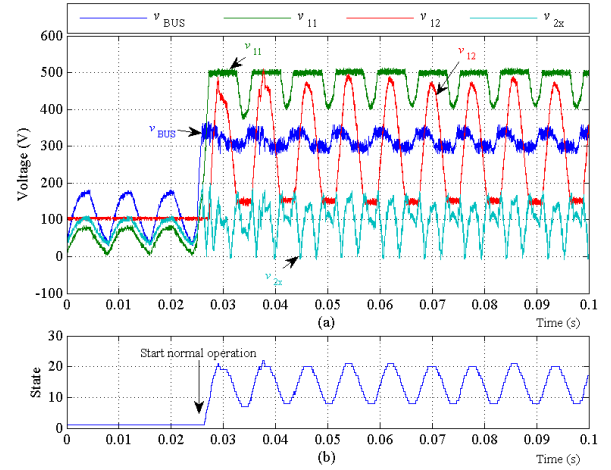 v BUS v 11 v 12 v 2x
(a)
600
500
400
300
200
100
0
-100
Voltage (V)
v 11
v 12
v BUS
v 2x
0 0.01 0.02 0.03 0.04 0.05 0.06 0.07 0.08 0.09 0.1
(a)
Time (s)
30
20
10
0
State
Start normal operation
0 0.01 0.02 0.03 0.04 0.05 0.06 0.07 0.08 0.09 0.1
(b)
Time (s)